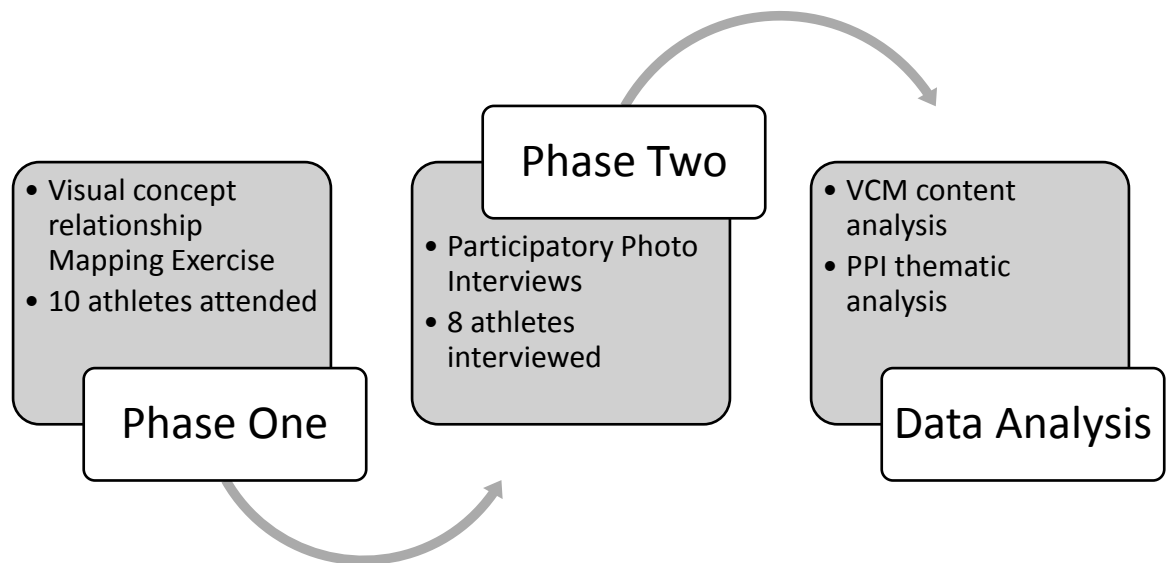 • Visual concept
relationship
Mapping Exercise
• 10 athletes attended
Phase One
Phase Two
• Participatory Photo
Interviews
• 8 athletes
interviewed
• VCM content
analysis
• PPI thematic
analysis
Data Analysis